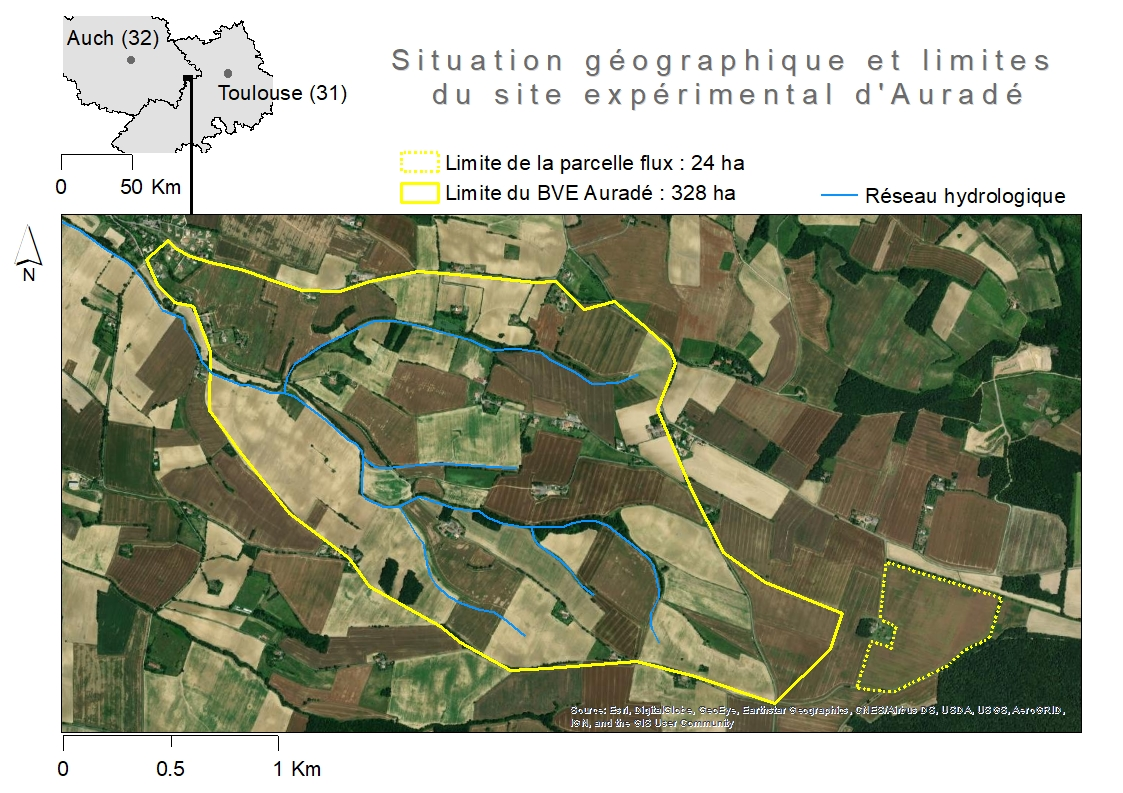 Situation géographique et limites
du site expérimental d'Auradé
Auch (32)
Toulouse (31)
0 50 Km
Limite de la parcelle flux : 24 ha
Limite du BVE Auradé : 328 ha
Réseau hydrologique
N
Source: Esri, DigitalGlobe, GeoEye, Earthstar Geographics, CNES/Airbus DS, USDA, USGS, AeroGRID,
IGN, and the GIS User Community
0 0.5 1 Km